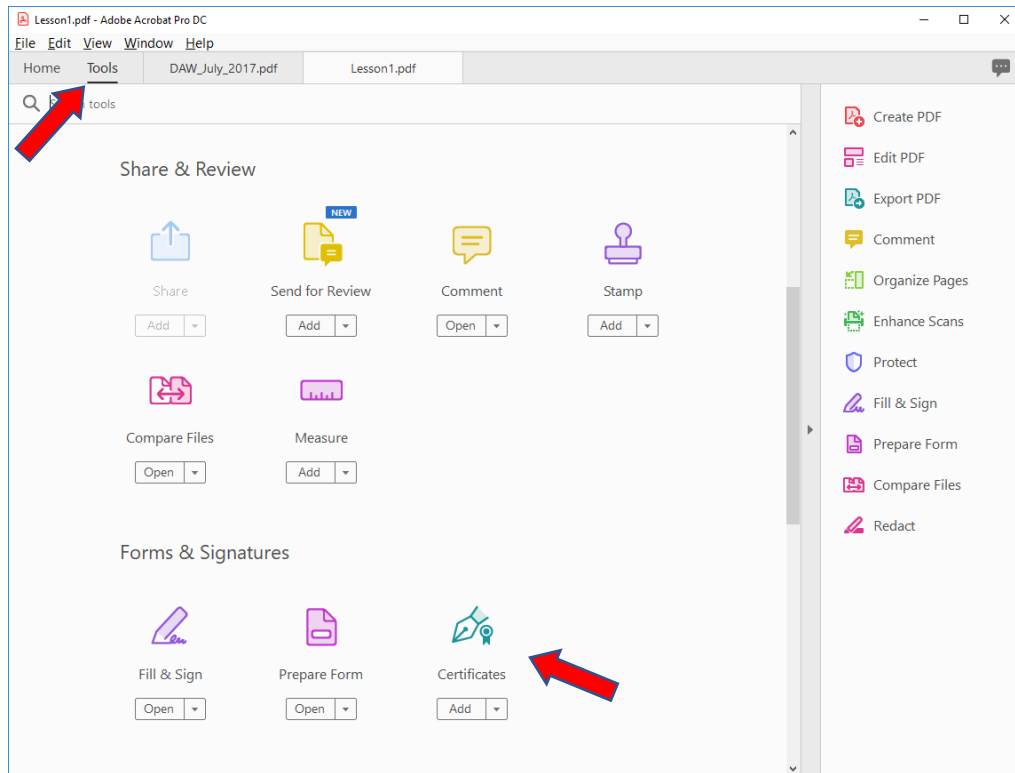 Lesson1.pdf - Adobe Acrobat Pro DC
File Edit View Window Help
Home Tools DAW_July_2017.pdf Lesson1.pdf
tools
Share & Review
NEW
Share Send for Review Comment Stamp
Add Add Open Add
Compare Files Measure
Open Add
Forms & Signatures
Fill & Sign Prepare Form Certificates
Open Open Add
Create PDF
Edit PDF
Export PDF
Comment
Organize Pages
Enhance Scans
Protect
Fill & Sign
Prepare Form
Compare Files
Redact